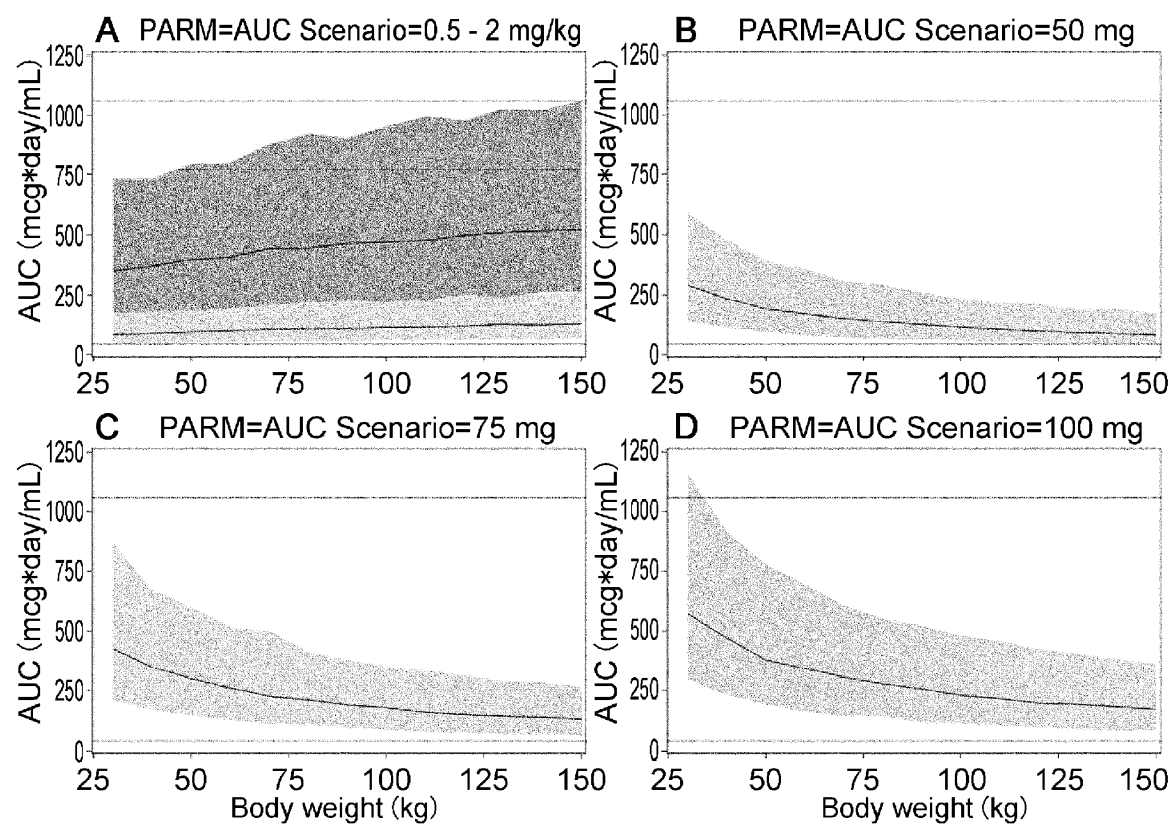 A PARM=AUC Scenario=0.5 - 2 mg/kg
AUC (mcg*day/mL)
1250
1000
750
500
250
0
25 50 75 100 125 150
B PARM=AUC Scenario=50 mg
AUC (mcg*day/mL)
1250
1000
750
500
250
0
25 50 75 100 125 150
C PARM=AUC Scenario=75 mg
AUC (mcg*day/mL)
1250
1000
750
500
250
0
25 50 75 100 125 150
Body weight (kg)
D PARM=AUC Scenario=100 mg
AUC (mcg*day/mL)
1250
1000
750
500
250
0
25 50 75 100 125 150
Body weight (kg)